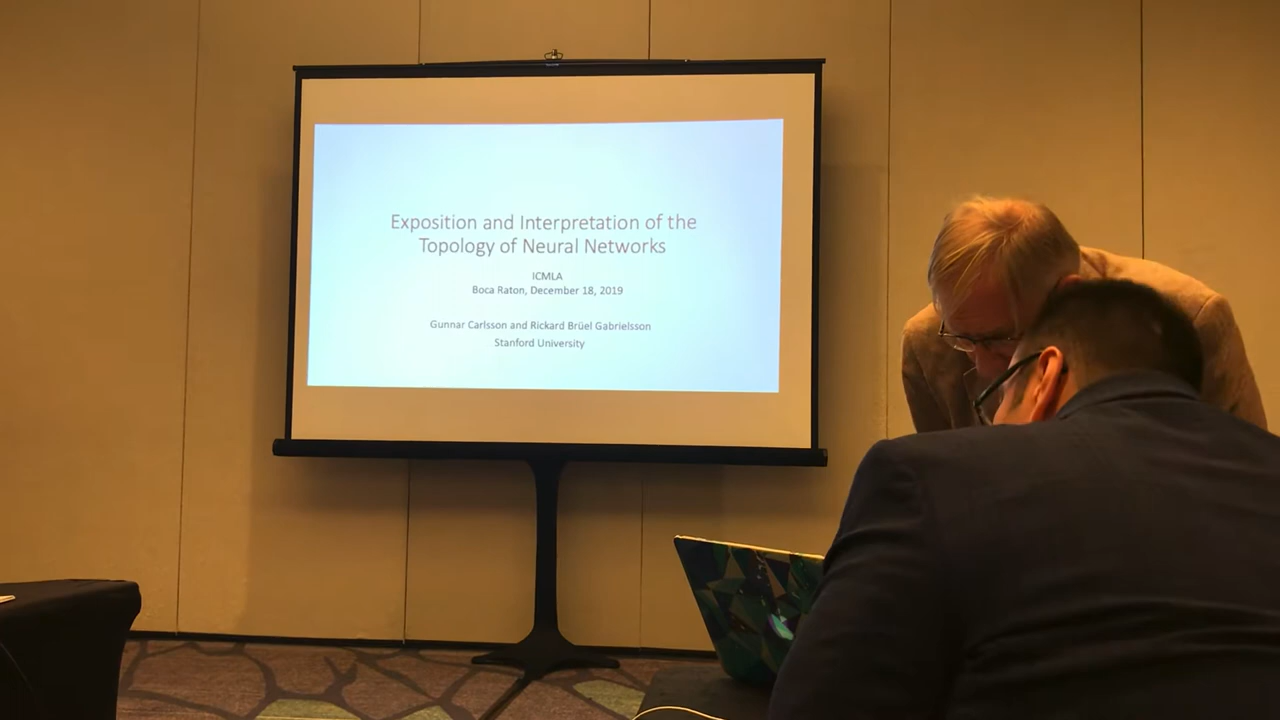 Exposition and Interpretation of the
Topology of Neural Networks
ICMLA
Boca Raton, December 18, 2019
Gunnar Carlsson and Rickard Brüel Gabrielsson
Stanford University